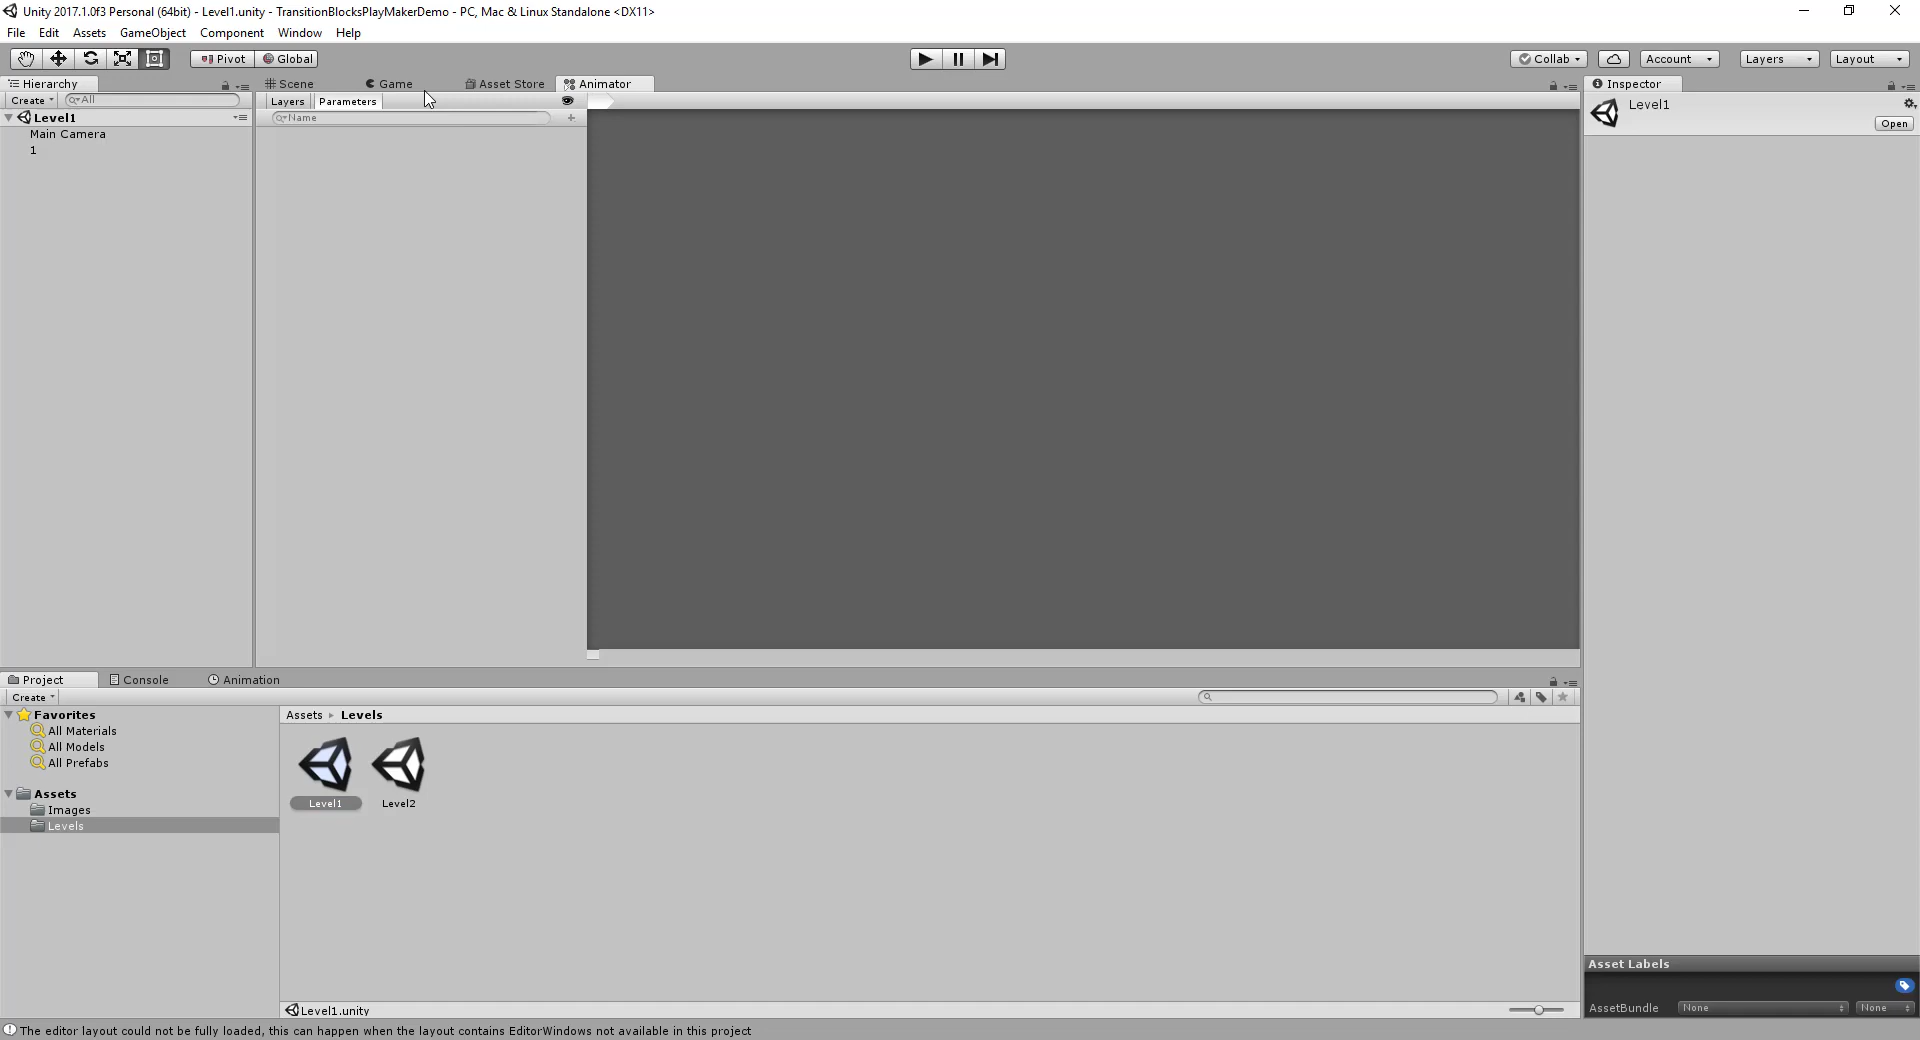 Unity 2017.1.0f3 Personal (64bit) - Level1.unity - TransitionBlocksPlayMakerDemo - PC, Mac & Linux Standalone <DX11>
File Edit Assets GameObject Component Window Help
Pivot Global Collab Account Layers Layout
Hierarchy Scene Game Asset Store Animator Inspector
Create All Layers Parameters Level1
Level1 Name Open
Main Camera
1
Project Console Animation
Create
Favorites Assets Levels
All Materials
All Models
All Prefabs
Assets Level1 Level2
Images
Levels
Asset Labels
Level1.unity AssetBundle None None
The editor layout could not be fully loaded, this can happen when the layout contains EditorWindows not available in this project